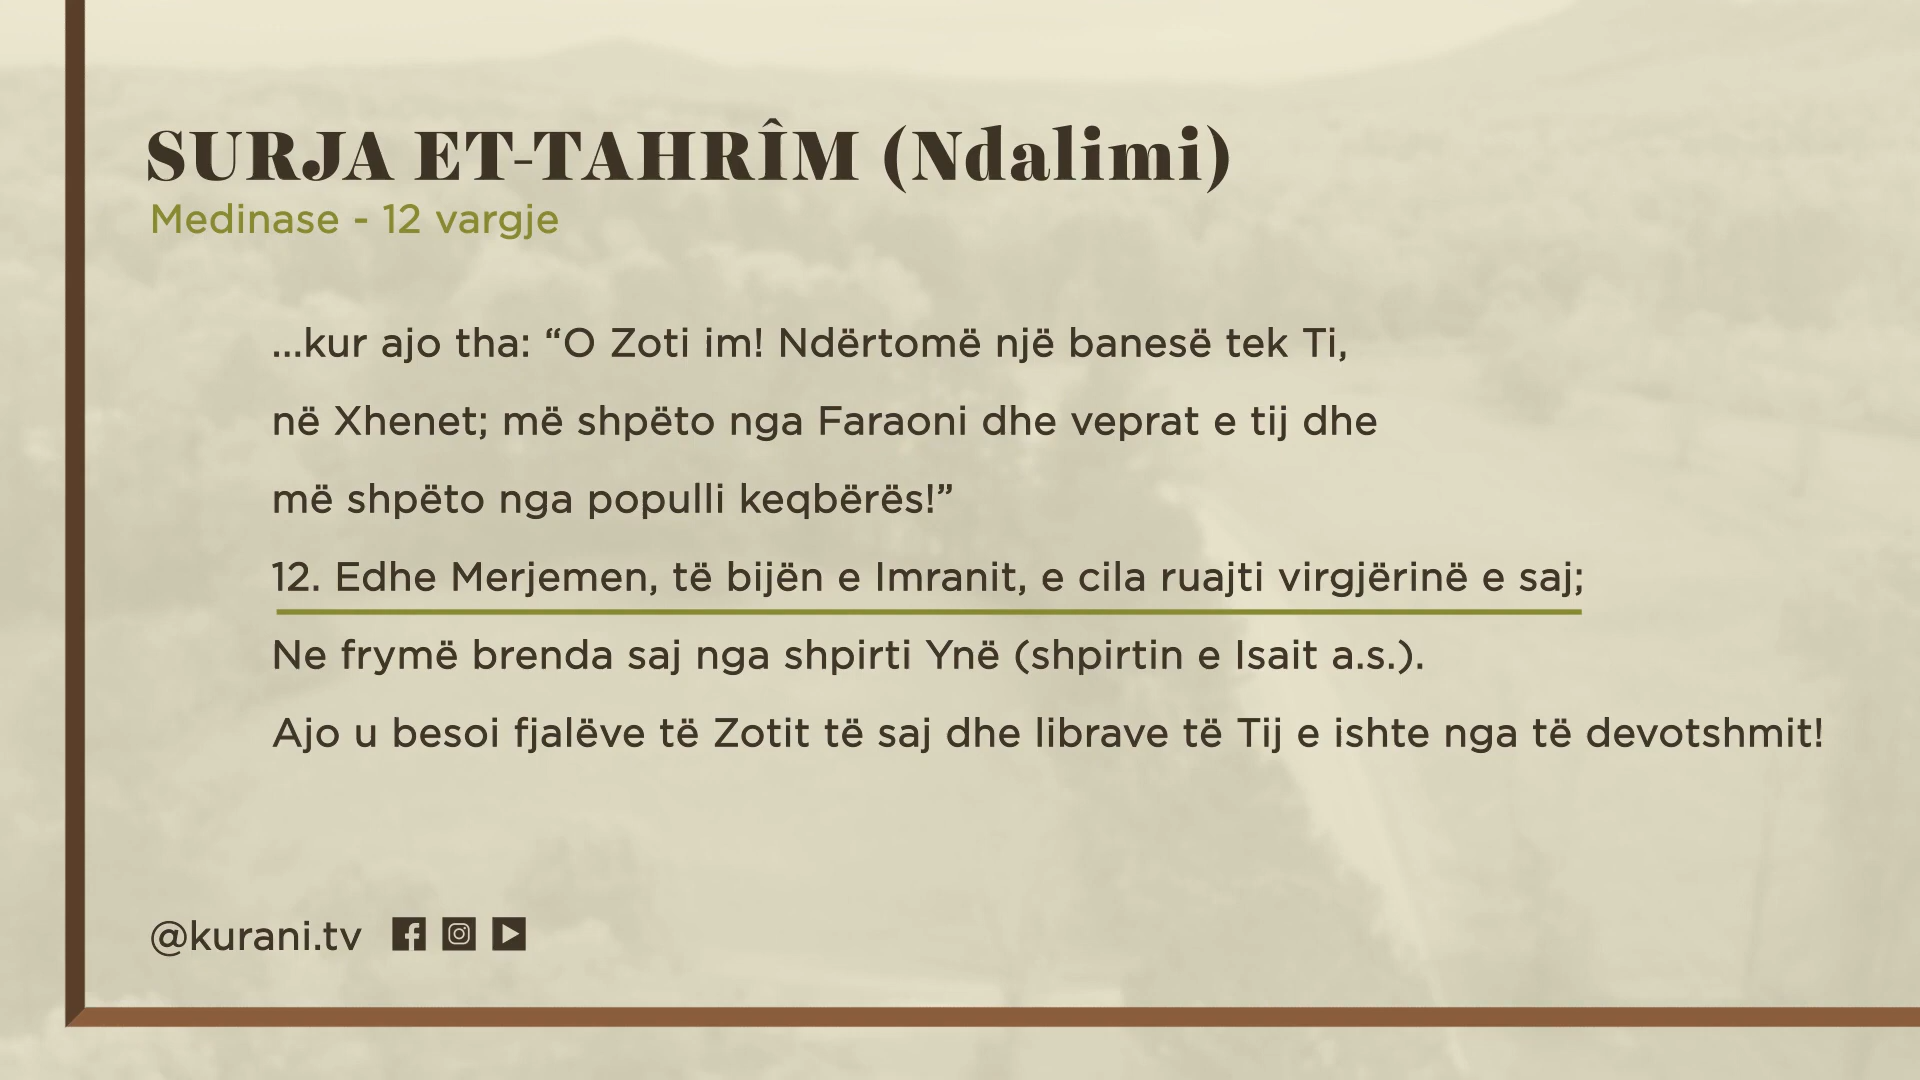 SURJA ET-TAHRÎM (Ndalimi)
Medinase - 12 vargje
...kur ajo tha: “O Zoti im! Ndërtomë një banesë tek Ti,
në Xhenet; më shpëto nga Faraoni dhe veprat e tij dhe
më shpëto nga populli keqbërës!”
12. Edhe Merjemen, të bijën e Imranit, e cila ruajti virgjërinë e saj;
Ne frymë brenda saj nga shpirti Ynë (shpirtin e Isait a.s.).
Ajo u besoi fjalëve të Zotit të saj dhe librave të Tij e ishte nga të devotshmit!
@kurani.tv